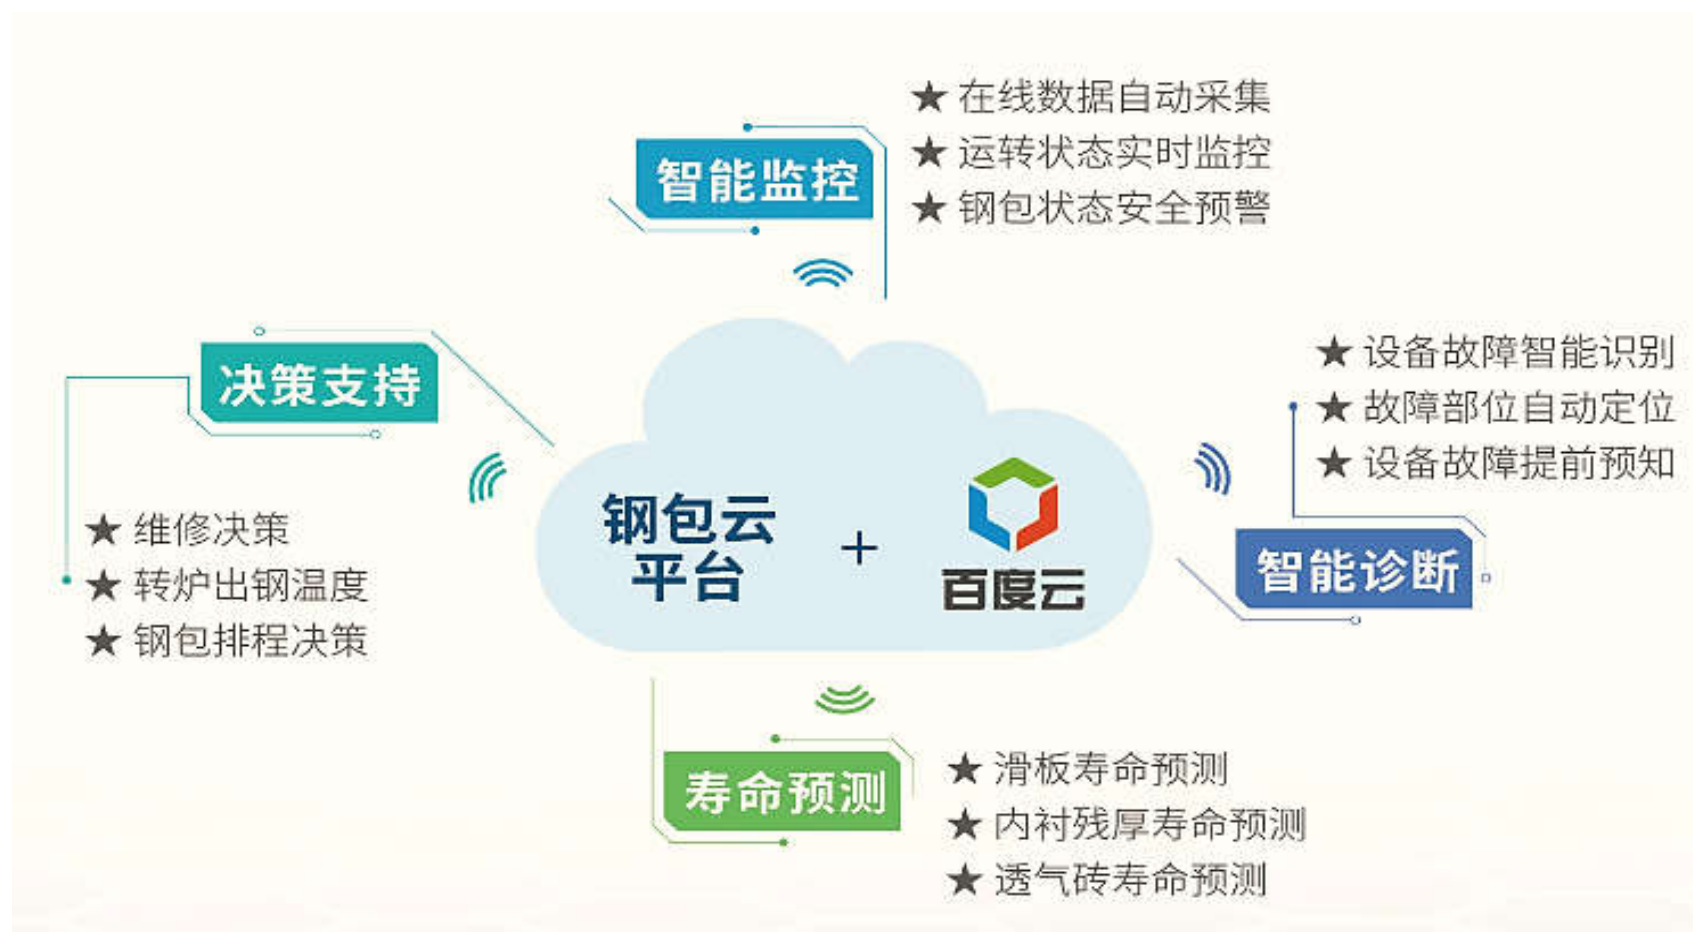 智能监控
★ 在线数据自动采集
★ 运转状态实时监控
★ 钢包状态安全预警
决策支持
★ 维修决策
★ 转炉出钢温度
★ 钢包排程决策
钢包云
平台
+
百度云
★ 设备故障智能识别
★ 故障部位自动定位
★ 设备故障提前预知
智能诊断
寿命预测
★ 滑板寿命预测
★ 内衬残厚寿命预测
★ 透气砖寿命预测